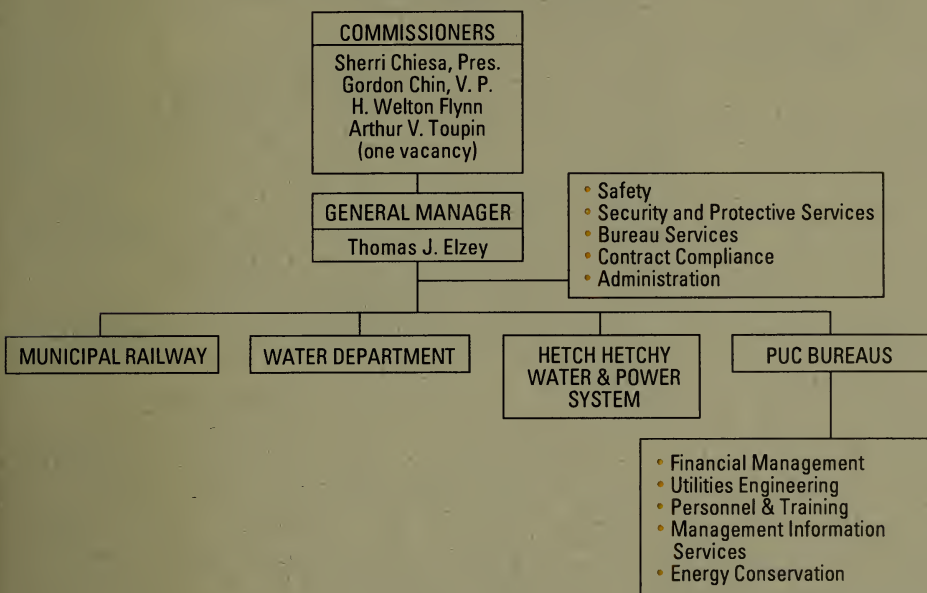 COMMISSIONERS
Sherri Chiesa, Pres.
Gordon Chin, V. P.
H. Welton Flynn
Arthur V. Toupin
(one vacancy)
GENERAL MANAGER
Thomas J. Elzey
• Safety
• Security and Protective Services
• Bureau Services
• Contract Compliance
• Administration
MUNICIPAL RAILWAY
WATER DEPARTMENT
HETCH HETCHY
WATER & POWER
SYSTEM
PUC BUREAUS
• Financial Management
• Utilities Engineering
• Personnel & Training
• Management Information
Services
• Energy Conservation